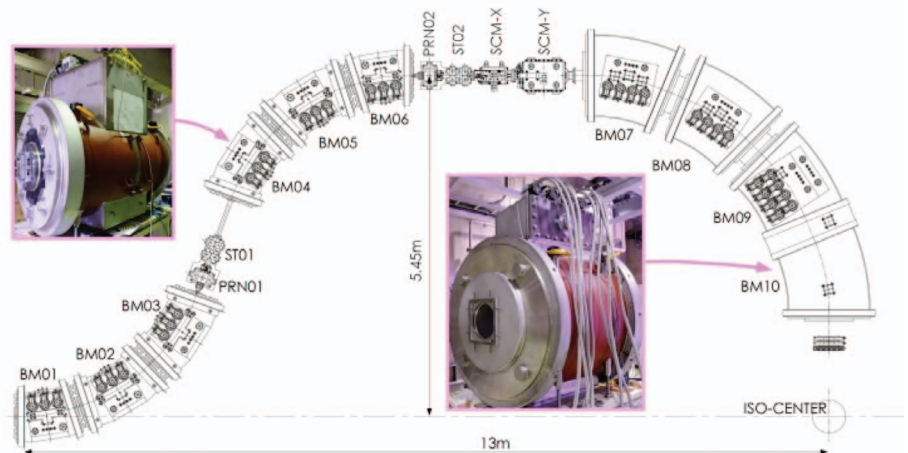 PRN02
ST02
SCM-X
SCM-Y
BM06
BM05
BM04
BM07
BM08
BM09
BM10
ST01
PRN01
BM03
BM02
BM01
5.45m
ISO-CENTER
13m